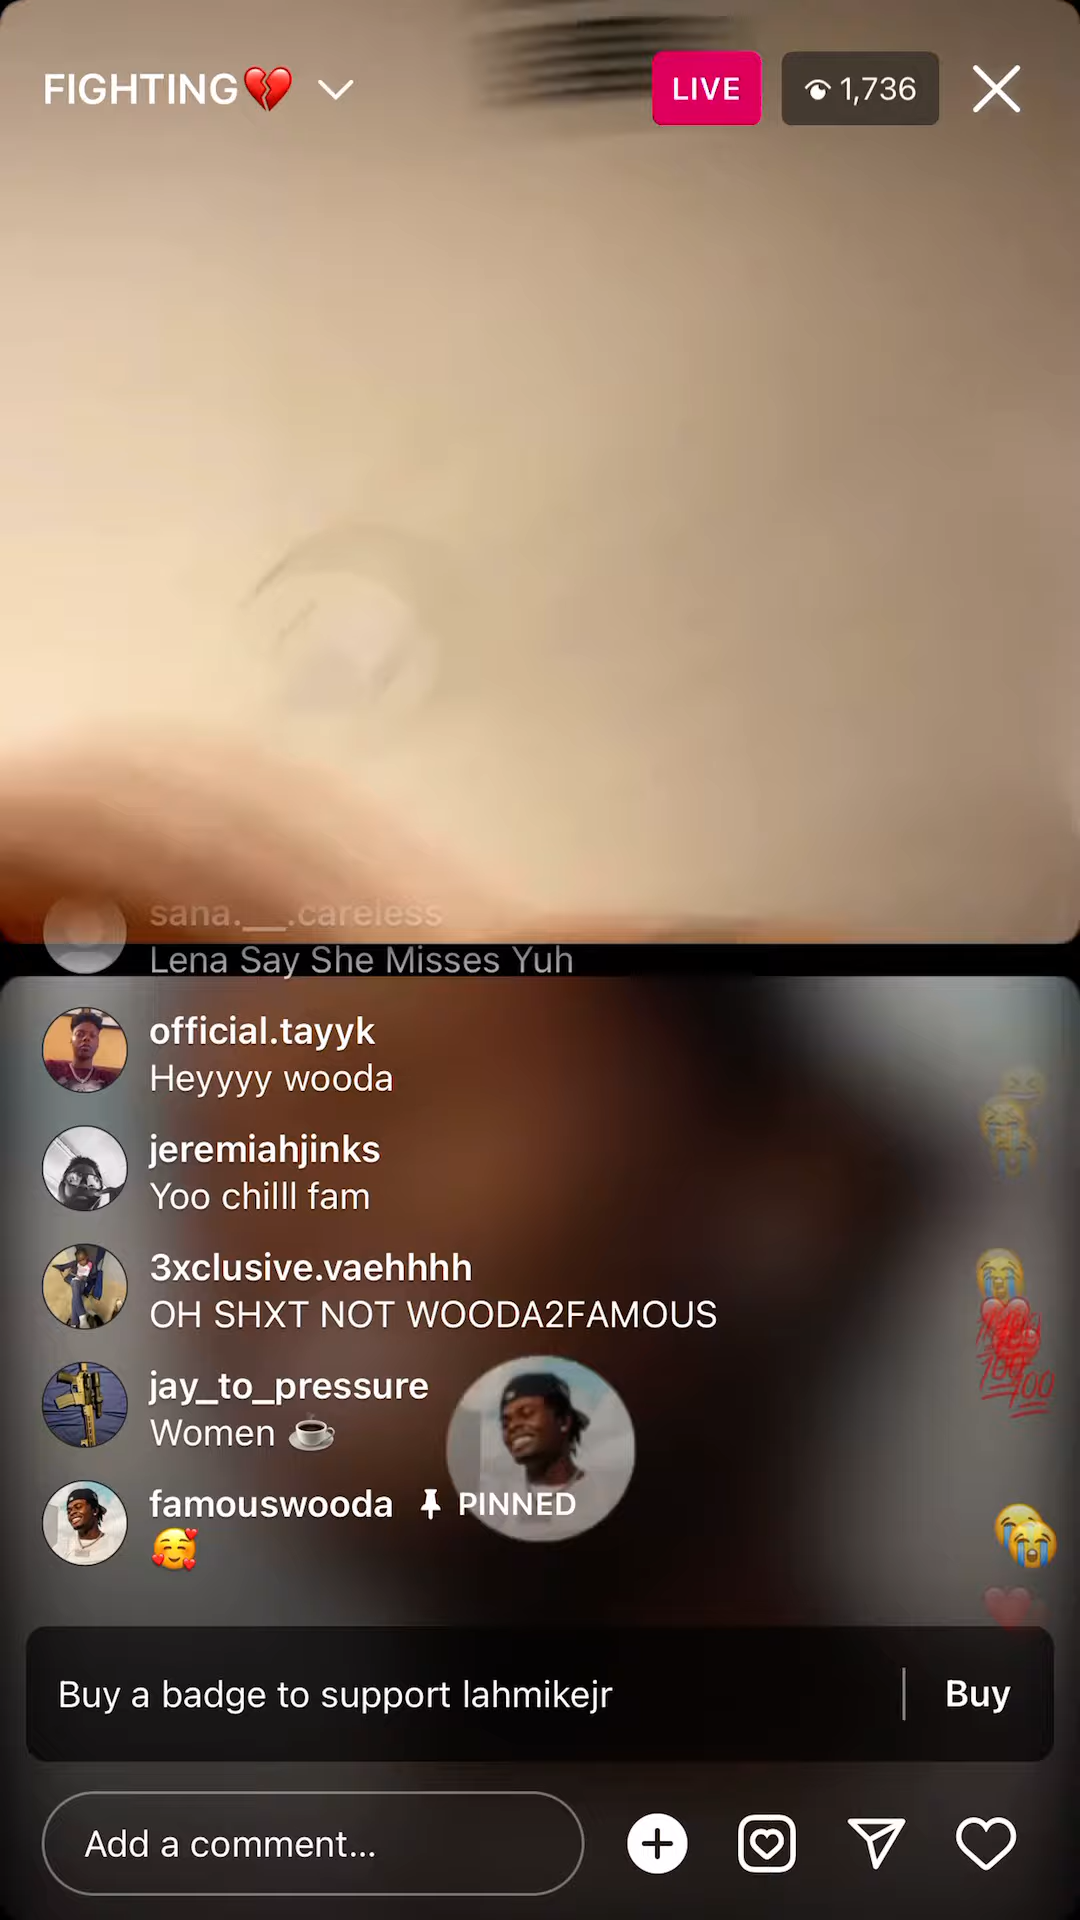 FIGHTING💔
LIVE
1,736
sana.___.careless
Lena Say She Misses Yuh
official.tayyk
Heyyyy wooda
jeremiahjinks
Yoo chilll fam
3xclusive.vaehhhh
OH SHXT NOT WOODA2FAMOUS
jay_to_pressure
Women ☕
famouswooda 📌 PINNED
🥰
Buy a badge to support lahmikejr
Buy
Add a comment...